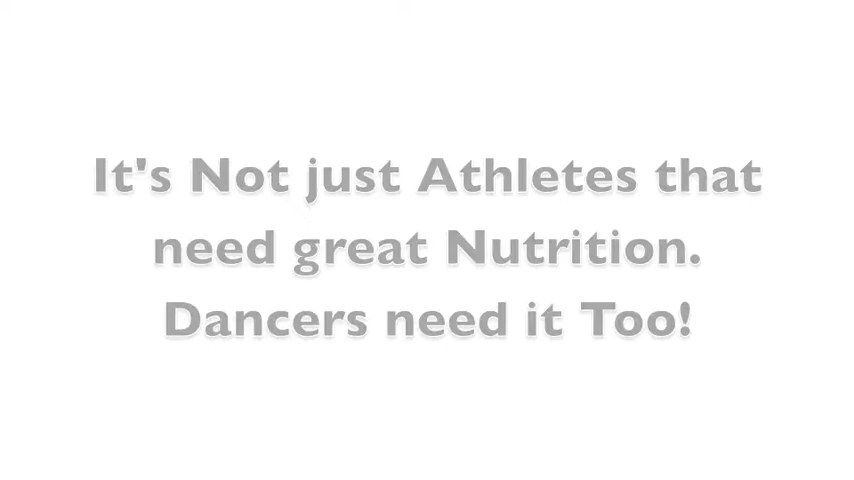 It's Not just Athletes that
need great Nutrition.
Dancers need it Too!